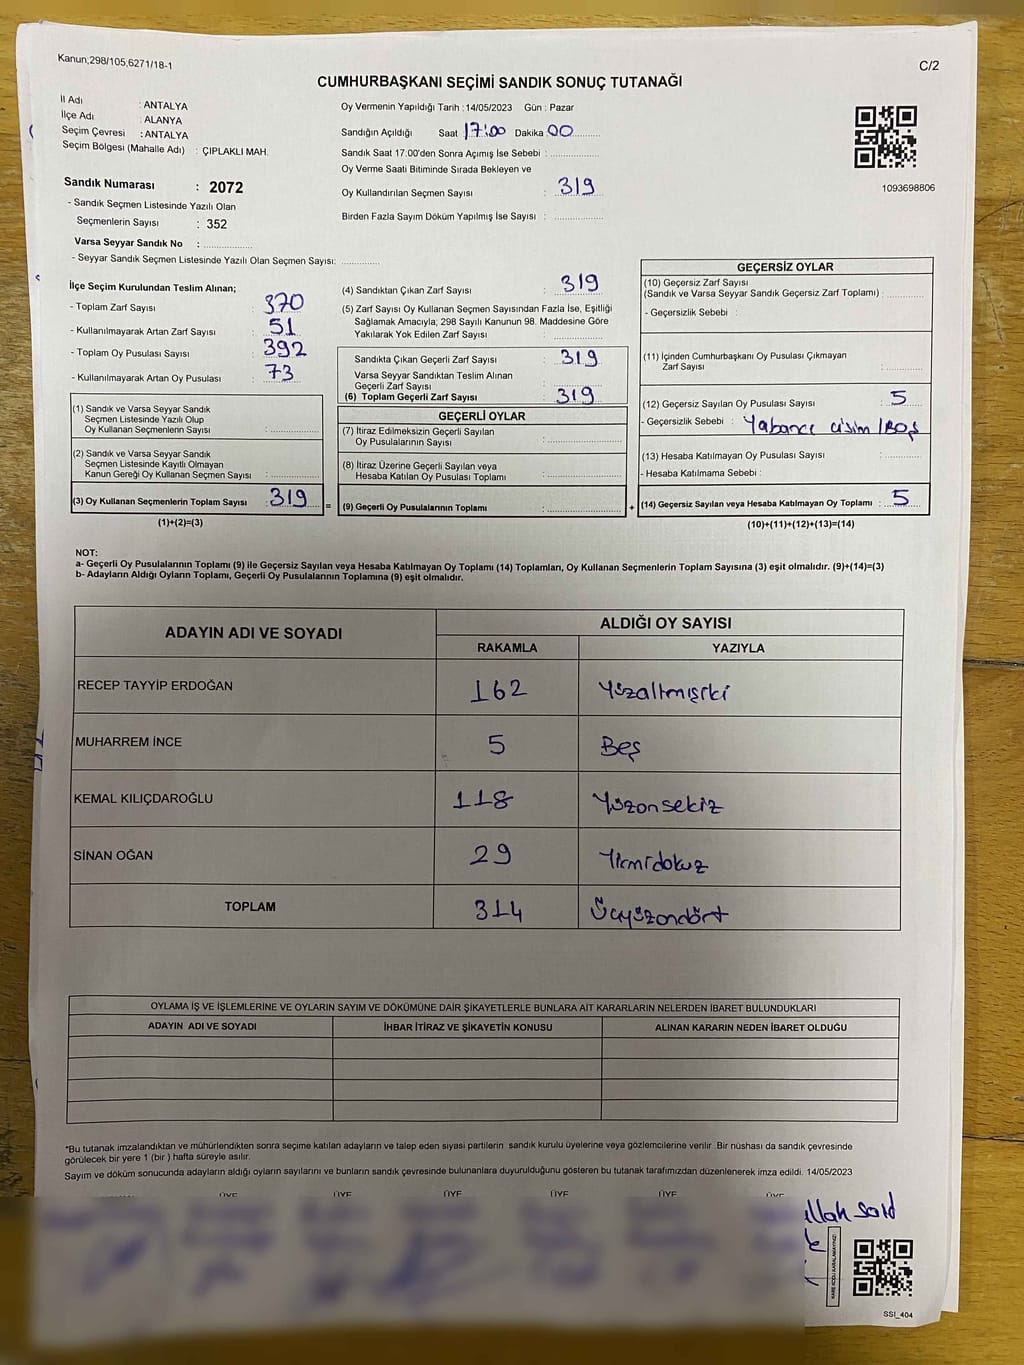 Kanun,298/105,6271/18-1
C/2
CUMHURBAŞKANI SEÇİMİ SANDIK SONUÇ TUTANAĞI
İl Adı : ANTALYA
İlçe Adı : ALANYA
Seçim Çevresi : ANTALYA
Seçim Bölgesi (Mahalle Adı) : ÇIPLAKLI MAH.
Sandık Numarası : 2072
- Sandık Seçmen Listesinde Yazılı Olan
Seçmenlerin Sayısı : 352
Varsa Seyyar Sandık No :
- Seyyar Sandık Seçmen Listesinde Yazılı Olan Seçmen Sayısı:
Oy Vermenin Yapıldığı Tarih : 14/05/2023 Gün : Pazar
Sandığın Açıldığı Saat 17:00 Dakika 00
Sandık Saat 17:00'den Sonra Açımış İse Sebebi :
Oy Verme Saati Bitiminde Sırada Bekleyen ve
Oy Kullandırılan Seçmen Sayısı : 319
Birden Fazla Sayım Döküm Yapılmış İse Sayısı :
1093698806
İlçe Seçim Kurulundan Teslim Alınan;
- Toplam Zarf Sayısı : 370
- Kullanılmayarak Artan Zarf Sayısı : 51
- Toplam Oy Pusulası Sayısı : 392
- Kullanılmayarak Artan Oy Pusulası : 73
(1) Sandık ve Varsa Seyyar Sandık
Seçmen Listesinde Yazılı Olup
Oy Kullanan Seçmenlerin Sayısı :
(2) Sandık ve Varsa Seyyar Sandık
Seçmen Listesinde Kayıtlı Olmayan
Kanun Gereği Oy Kullanan Seçmen Sayısı :
(3) Oy Kullanan Seçmenlerin Toplam Sayısı : 319
(1)+(2)=(3)
(4) Sandıktan Çıkan Zarf Sayısı : 319
(5) Zarf Sayısı Oy Kullanan Seçmen Sayısından Fazla İse, Eşitliği
Sağlamak Amacıyla, 298 Sayılı Kanunun 98. Maddesine Göre
Yakılarak Yok Edilen Zarf Sayısı :
Sandıkta Çıkan Geçerli Zarf Sayısı : 319
Varsa Seyyar Sandıktan Teslim Alınan
Geçerli Zarf Sayısı :
(6) Toplam Geçerli Zarf Sayısı : 319
GEÇERLİ OYLAR
(7) İtiraz Edilmeksizin Geçerli Sayılan
Oy Pusulalarının Sayısı :
(8) İtiraz Üzerine Geçerli Sayılan veya
Hesaba Katılan Oy Pusulası Toplamı :
= (9) Geçerli Oy Pusulalarının Toplamı : +
GEÇERSİZ OYLAR
(10) Geçersiz Zarf Sayısı
(Sandık ve Varsa Seyyar Sandık Geçersiz Zarf Toplamı) :
- Geçersizlik Sebebi :
(11) İçinden Cumhurbaşkanı Oy Pusulası Çıkmayan
Zarf Sayısı :
(12) Geçersiz Sayılan Oy Pusulası Sayısı : 5
- Geçersizlik Sebebi : Yabancı cisim / Boş
(13) Hesaba Katılmayan Oy Pusulası Sayısı :
- Hesaba Katılmama Sebebi :
(14) Geçersiz Sayılan veya Hesaba Katılmayan Oy Toplamı : 5
(10)+(11)+(12)+(13)=(14)
NOT:
a- Geçerli Oy Pusulalarının Toplamı (9) ile Geçersiz Sayılan veya Hesaba Katılmayan Oy Toplamı (14) Toplamları, Oy Kullanan Seçmenlerin Toplam Sayısına (3) eşit olmalıdır. (9)+(14)=(3)
b- Adayların Aldığı Oyların Toplamı, Geçerli Oy Pusulalarının Toplamına (9) eşit olmalıdır.
ADAYIN ADI VE SOYADI ALDIĞI OY SAYISI
RAKAMLA YAZIYLA
RECEP TAYYİP ERDOĞAN 162 Yüzaltmışiki
MUHARREM İNCE 5 Beş
KEMAL KILIÇDAROĞLU 118 Yüzonsekiz
SİNAN OĞAN 29 Yirmidokuz
TOPLAM 314 Üçyüzondört
OYLAMA İŞ VE İŞLEMLERİNE VE OYLARIN SAYIM VE DÖKÜMÜNE DAİR ŞİKAYETLERLE BUNLARA AİT KARARLARIN NELERDEN İBARET BULUNDUKLARI
ADAYIN ADI VE SOYADI İHBAR İTİRAZ VE ŞİKAYETİN KONUSU ALINAN KARARIN NEDEN İBARET OLDUĞU
*Bu tutanak imzalandıktan ve mühürlendikten sonra seçime katılan adayların ve talep eden siyasi partilerin sandık kurulu üyelerine veya gözlemcilerine verilir. Bir nüshası da sandık çevresinde
görülecek bir yere 1 (bir) hafta süreyle asılır.
Sayım ve döküm sonucunda adayların aldığı oyların sayılarını ve bunların sandık çevresinde bulunanlara duyurulduğunu gösteren bu tutanak tarafımızdan düzenlenerek imza edildi. 14/05/2023
ÜYE ÜYE ÜYE ÜYE ÜYE ÜYE
ullah said
KARE KODU KARALAMAYINIZ!
SSI_404